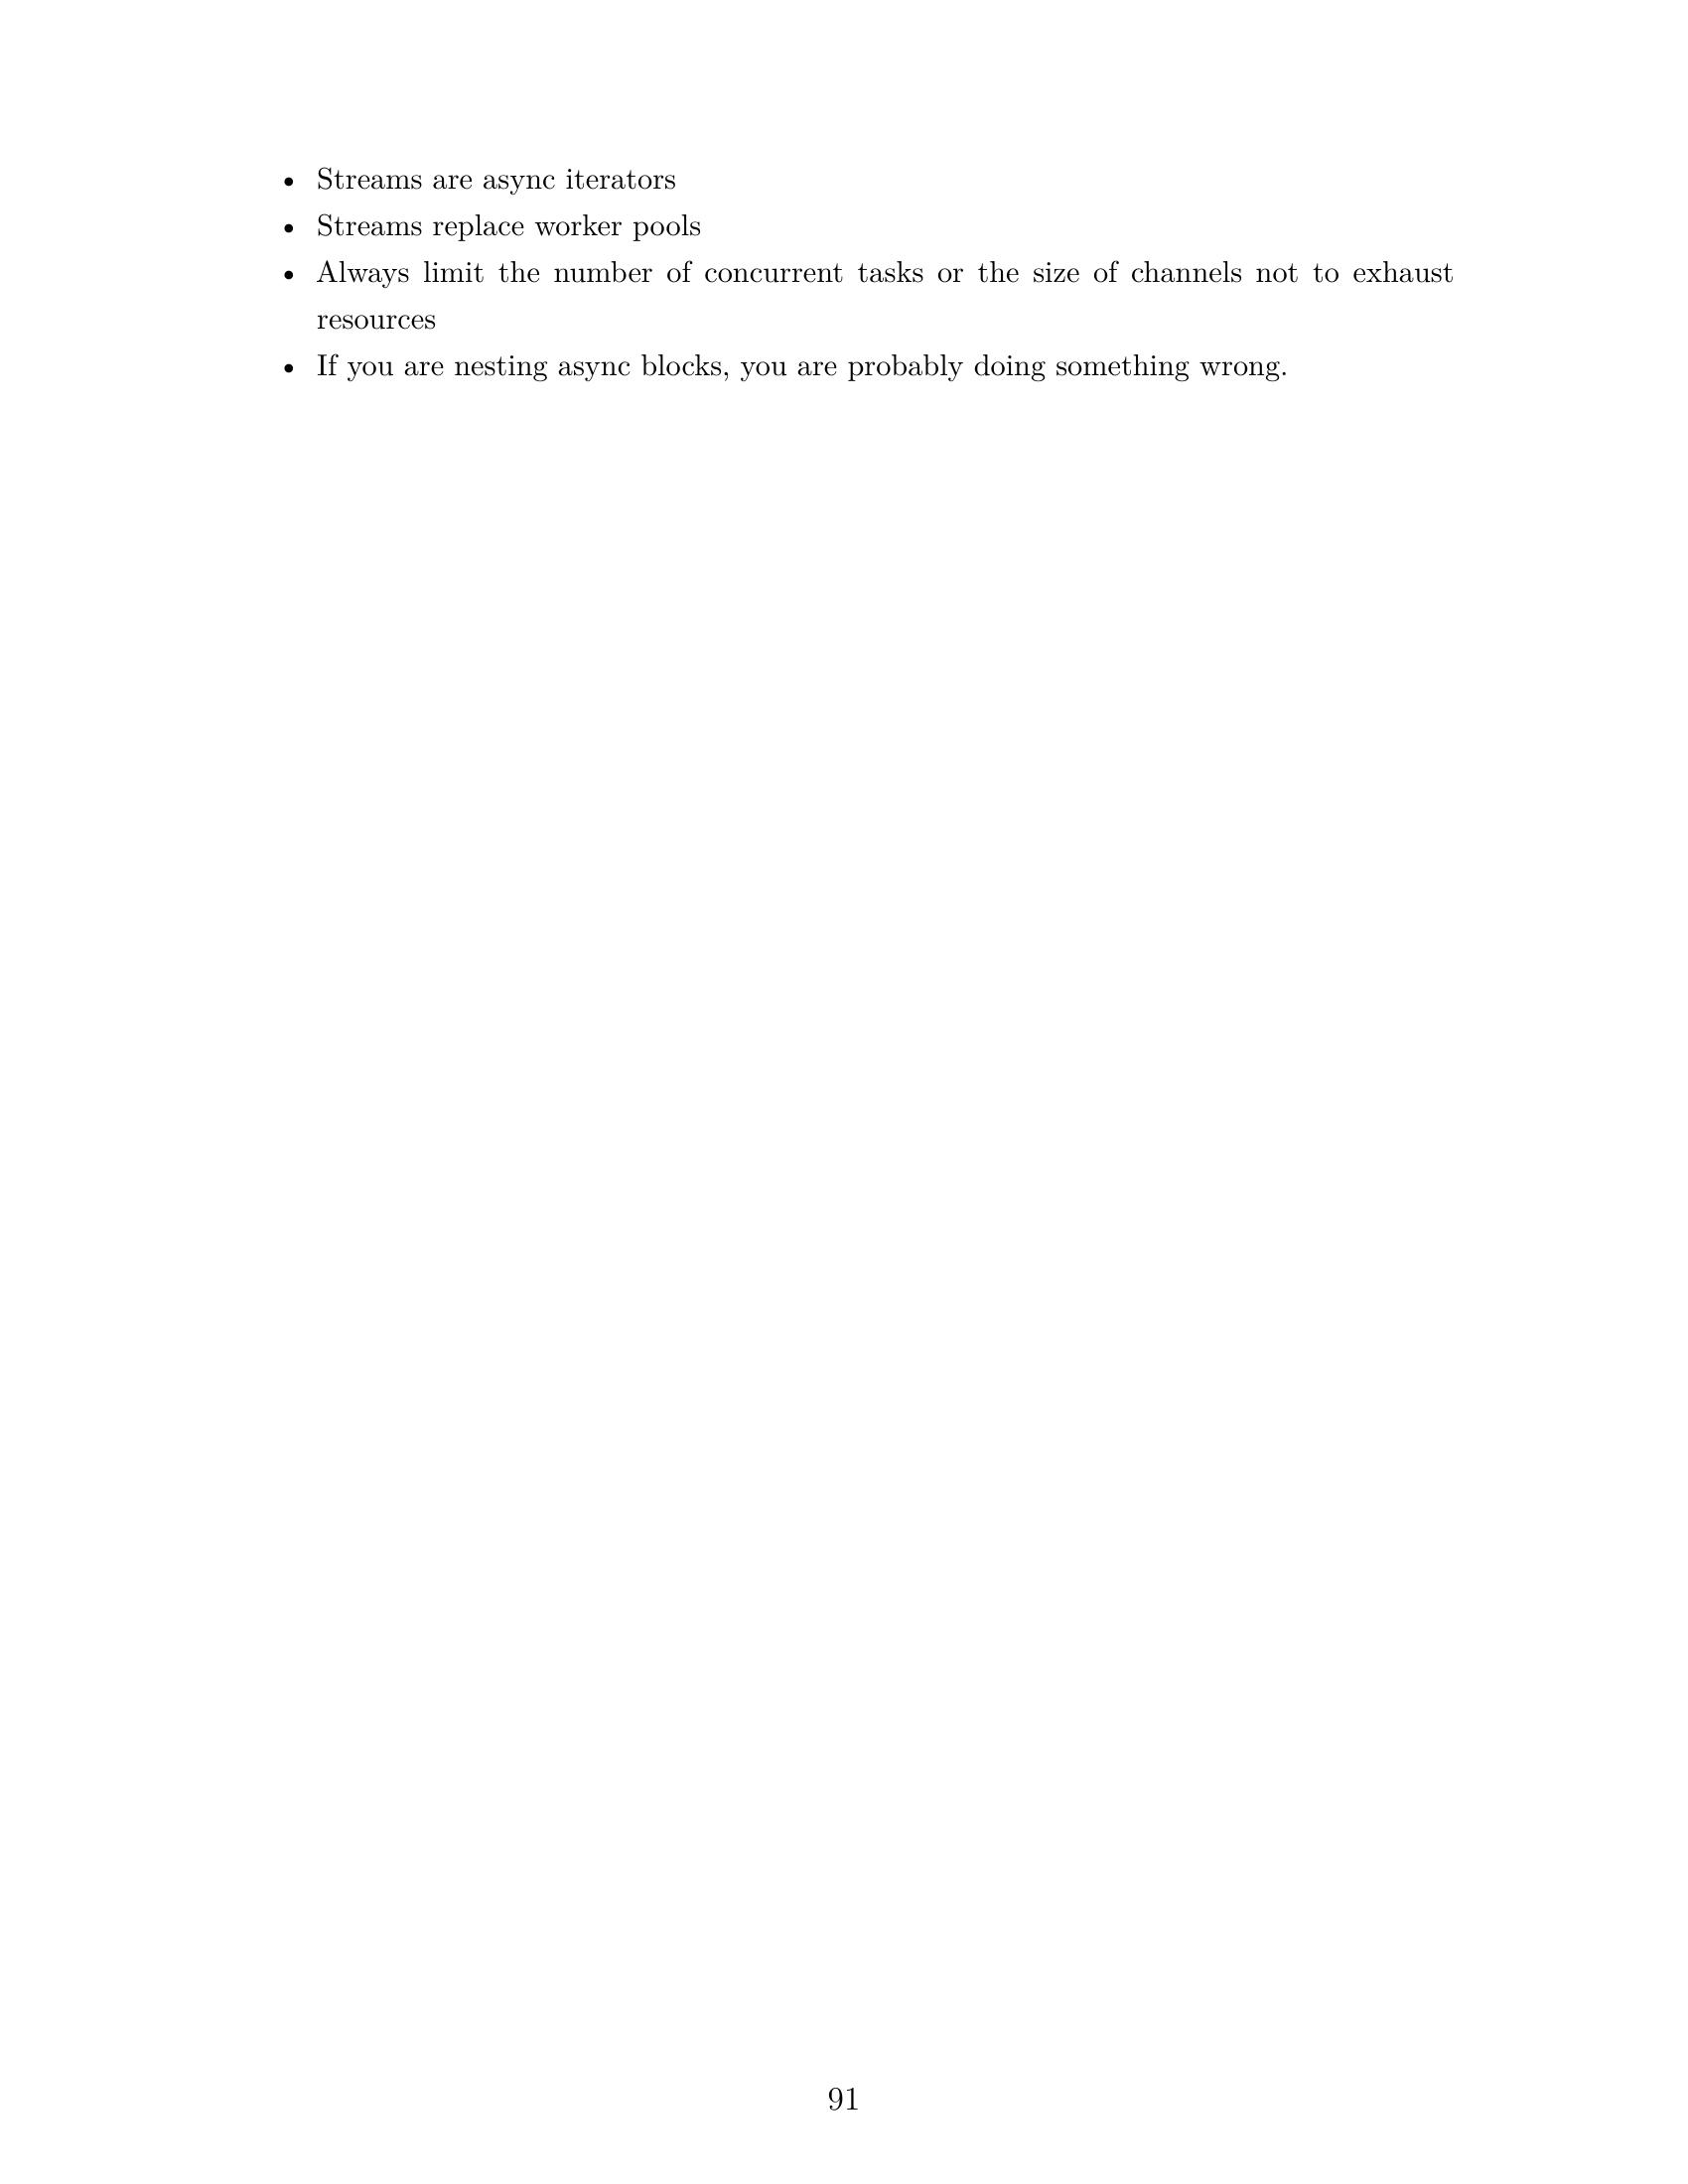 • Streams are async iterators
• Streams replace worker pools
• Always limit the number of concurrent tasks or the size of channels not to exhaust
resources
• If you are nesting async blocks, you are probably doing something wrong.
91